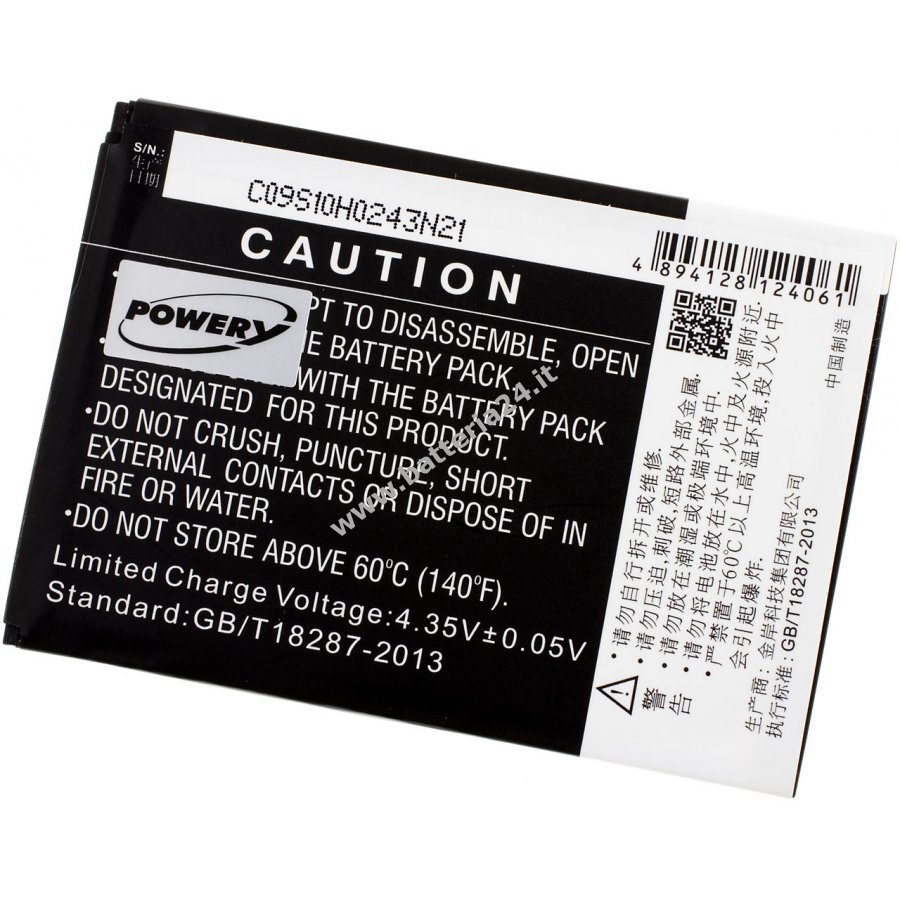 S/N.:
生产
日期
C09S10H0243N21
CAUTION
POWERY
PT TO DISASSEMBLE, OPEN
E BATTERY PACK.
WITH THE BATTERY PACK
DESIGNATED FOR THIS PRODUCT.
•DO NOT CRUSH, PUNCTURE, SHORT
EXTERNAL CONTACTS OR DISPOSE OF IN
FIRE OR WATER.
•DO NOT STORE ABOVE 60ºC (140ºF).
Limited Charge Voltage:4.35V±0.05V
Standard:GB/T18287-2013
www.batteria24.it
4 894128 124061
警告
·请勿自行拆开或维修.
·请勿压迫,刺破,短路外部金属.
·请勿放在潮湿或极端环境中.
·请勿将电池放在水中,火中及火源附近.
·严禁于60℃以上高温环境,投入火中
会引起爆炸.
生产商:金岸科技集团有限公司
执行标准:GB/T18287-2013
中国制造